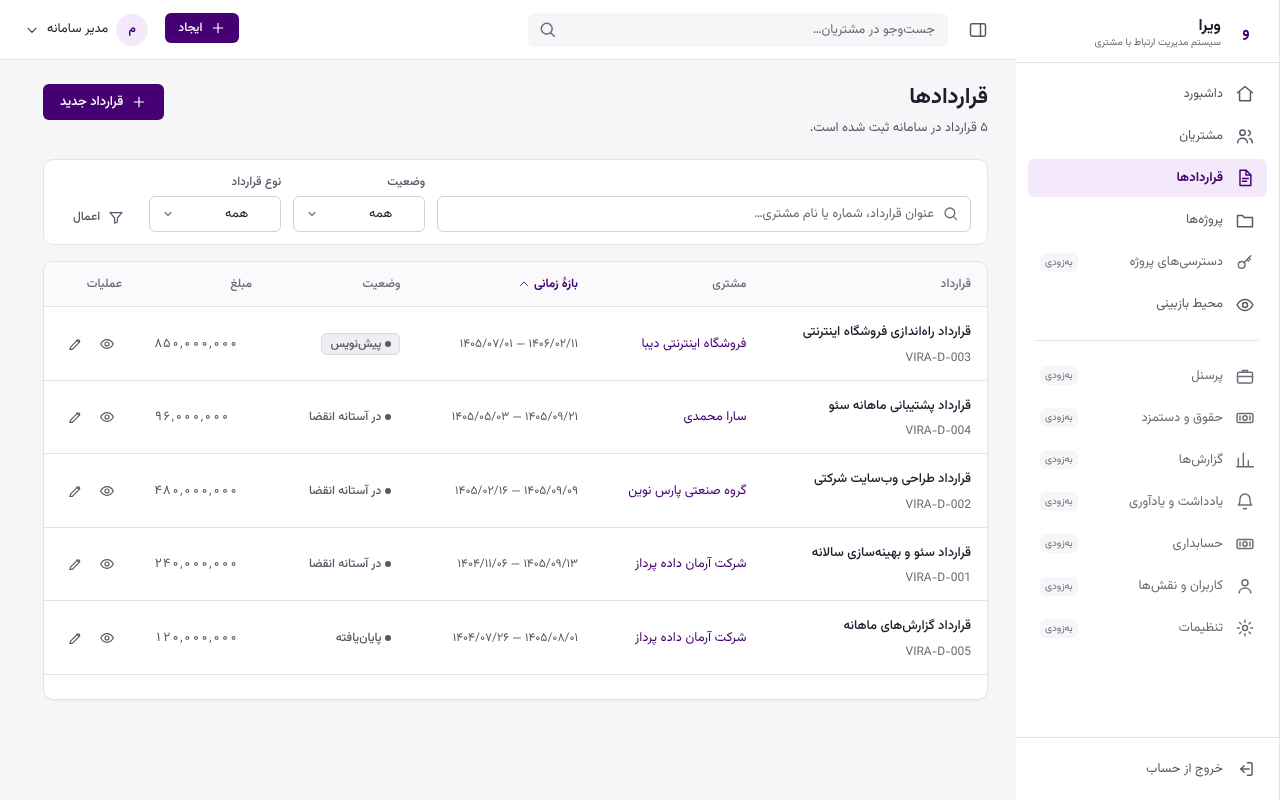 و
ویرا
سیستم مدیریت ارتباط با مشتری
داشبورد
مشتریان
قراردادها
پروژه‌ها
دسترسی‌های پروژه
به‌زودی
محیط بازبینی
پرسنل
به‌زودی
حقوق و دستمزد
به‌زودی
گزارش‌ها
به‌زودی
یادداشت و یادآوری
به‌زودی
حسابداری
به‌زودی
کاربران و نقش‌ها
به‌زودی
تنظیمات
به‌زودی
خروج از حساب
جست‌وجو در مشتریان...
ایجاد
م
مدیر سامانه
قراردادها
۵ قرارداد در سامانه ثبت شده است.
قرارداد جدید
وضعیت
نوع قرارداد
عنوان قرارداد، شماره یا نام مشتری...
همه
همه
اعمال
قرارداد
مشتری
بازهٔ زمانی
وضعیت
مبلغ
عملیات
قرارداد راه‌اندازی فروشگاه اینترنتی
VIRA-D-003
فروشگاه اینترنتی دیبا
۱۴۰۵/۰۷/۰۱ — ۱۴۰۶/۰۲/۱۱
پیش‌نویس
۸۵۰,۰۰۰,۰۰۰
قرارداد پشتیبانی ماهانه سئو
VIRA-D-004
سارا محمدی
۱۴۰۵/۰۵/۰۳ — ۱۴۰۵/۰۹/۲۱
در آستانه انقضا
۹۶,۰۰۰,۰۰۰
قرارداد طراحی وب‌سایت شرکتی
VIRA-D-002
گروه صنعتی پارس نوین
۱۴۰۵/۰۲/۱۶ — ۱۴۰۵/۰۹/۰۹
در آستانه انقضا
۴۸۰,۰۰۰,۰۰۰
قرارداد سئو و بهینه‌سازی سالانه
VIRA-D-001
شرکت آرمان داده پرداز
۱۴۰۴/۱۱/۰۶ — ۱۴۰۵/۰۹/۱۳
در آستانه انقضا
۲۴۰,۰۰۰,۰۰۰
قرارداد گزارش‌های ماهانه
VIRA-D-005
شرکت آرمان داده پرداز
۱۴۰۴/۰۷/۲۶ — ۱۴۰۵/۰۸/۰۱
پایان‌یافته
۱۲۰,۰۰۰,۰۰۰